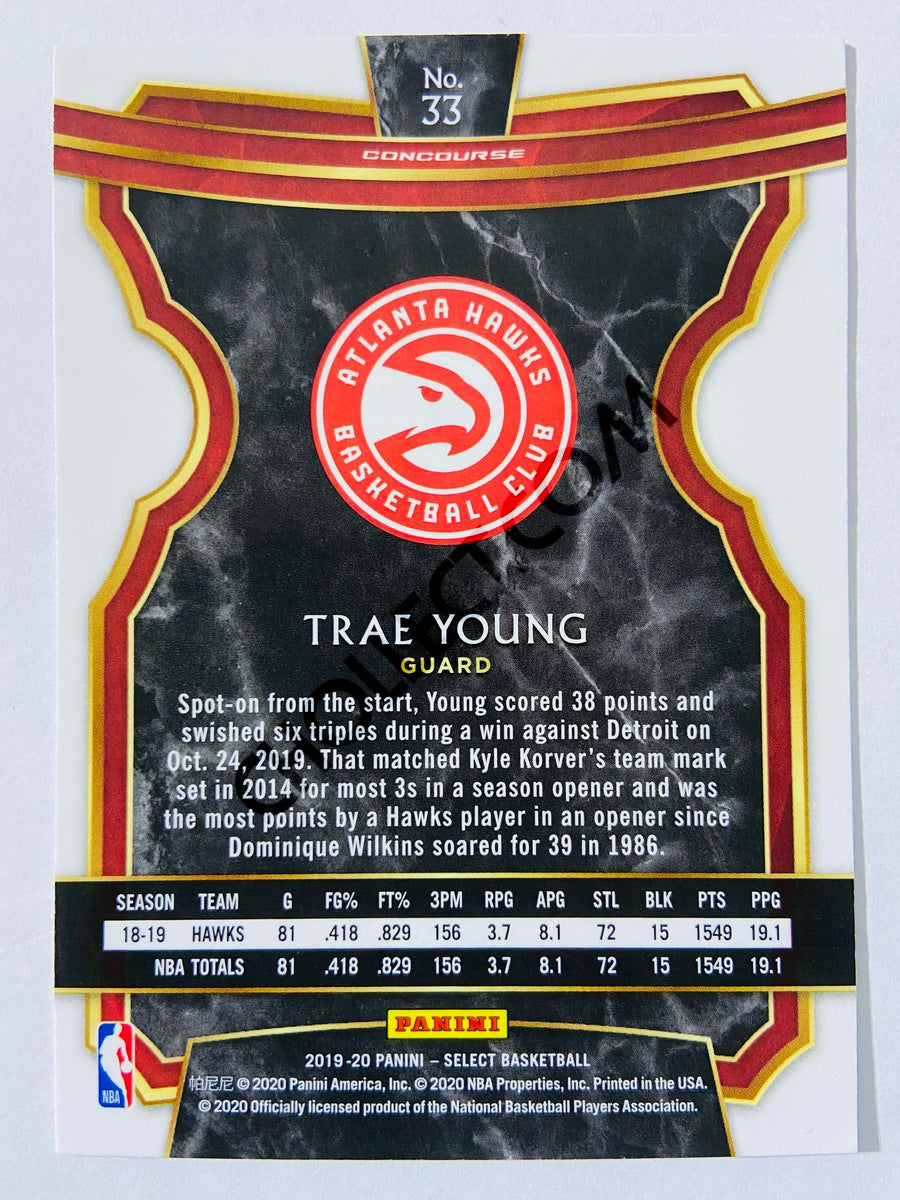 No.
33
CONCOURSE
ATLANTA HAWKS
BASKETBALL CLUB
TRAE YOUNG
GUARD
Spot-on from the start, Young scored 38 points and
swished six triples during a win against Detroit on
Oct. 24, 2019. That matched Kyle Korver's team mark
set in 2014 for most 3s in a season opener and was
the most points by a Hawks player in an opener since
Dominique Wilkins soared for 39 in 1986.
SEASON TEAM G FG% FT% 3PM RPG APG STL BLK PTS PPG
18-19 HAWKS 81 .418 .829 156 3.7 8.1 72 15 1549 19.1
NBA TOTALS 81 .418 .829 156 3.7 8.1 72 15 1549 19.1
PANINI
2019-20 PANINI – SELECT BASKETBALL
帕尼尼 © 2020 Panini America, Inc. © 2020 NBA Properties, Inc. Printed in the USA.
© 2020 Officially licensed product of the National Basketball Players Association.
NBA